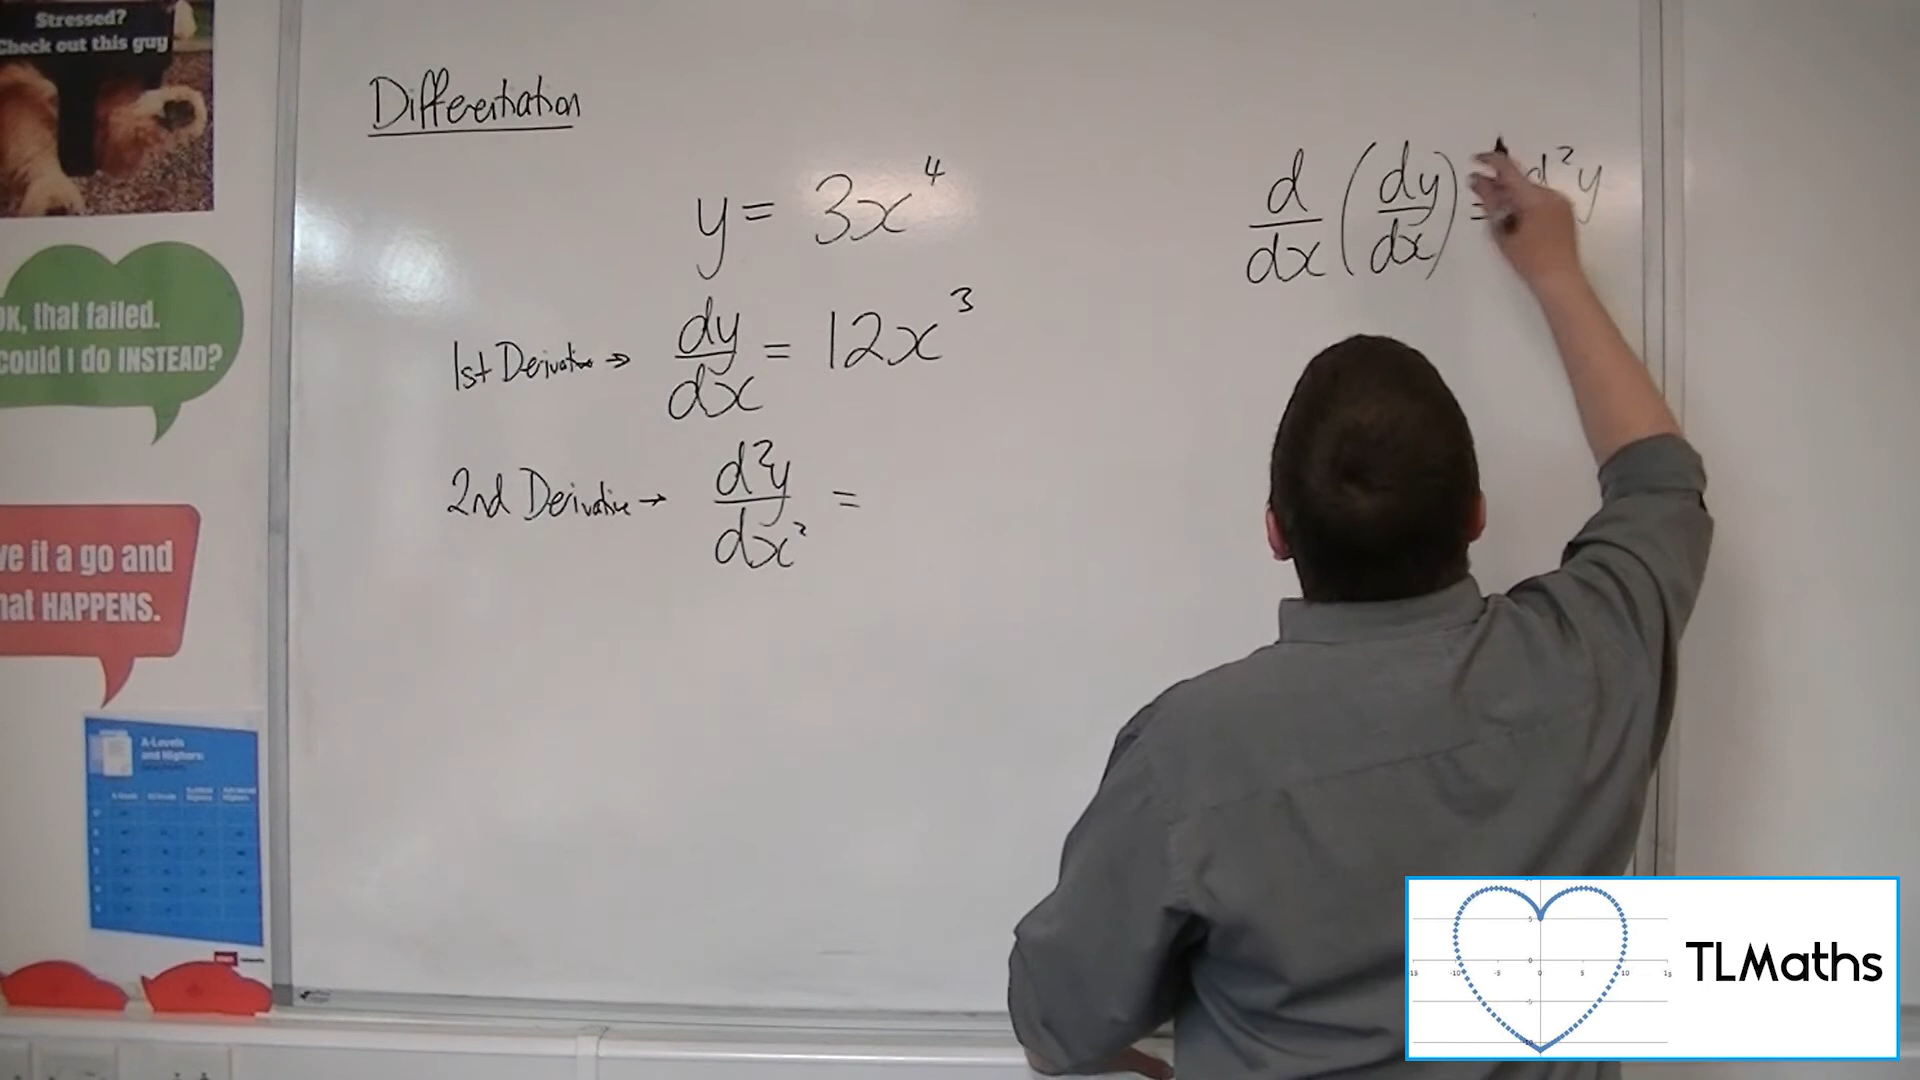 Stressed?
Check out this guy
Differentiation
y = 3x⁴
1st Derivative → dy/dx = 12x³
2nd Derivative → d²y/dx² =
d/dx (dy/dx) = d²y
OK, that failed.
could I do INSTEAD?
ve it a go and
hat HAPPENS.
A-Levels
and Highers
TLMaths